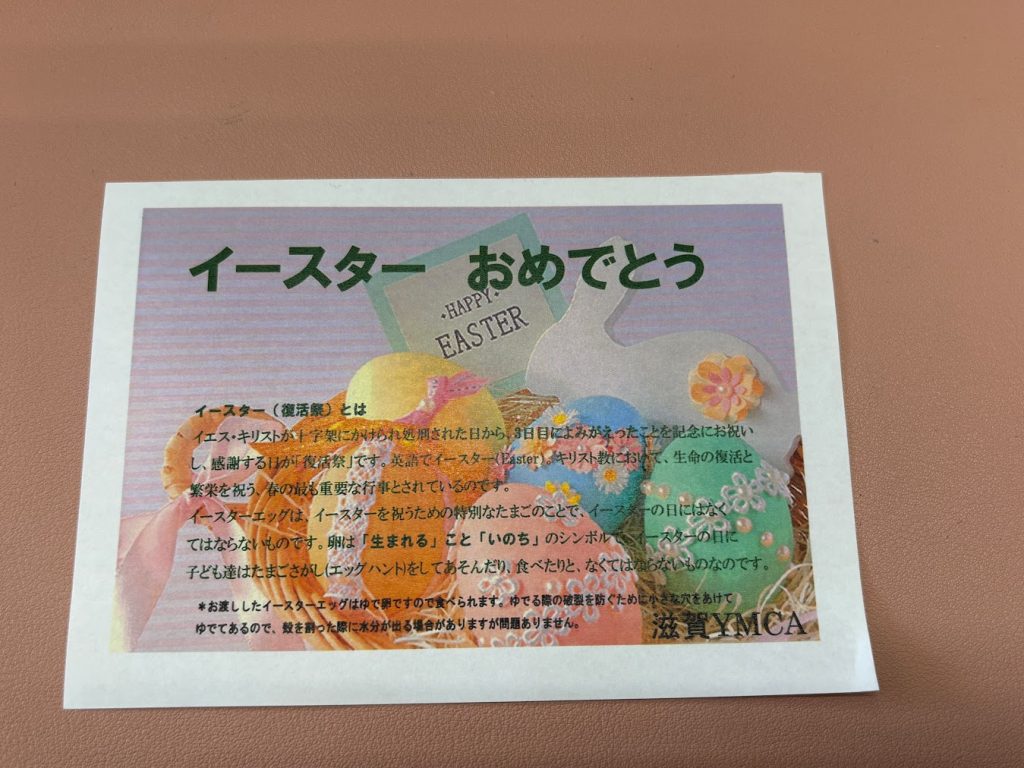 イースター　おめでとう
・HAPPY・
EASTER
イースター（復活祭）とは
イエス・キリストが十字架にかけられ処刑された日から、3日目によみがえったことを記念にお祝い
し、感謝する日が「復活祭」です。英語でイースター(Easter)。キリスト教において、生命の復活と
繁栄を祝う、春の最も重要な行事とされているのです。
イースターエッグは、イースターを祝うための特別なたまごのことで、イースターの日にはなく
てはならないものです。卵は「生まれる」こと「いのち」のシンボルで、イースターの日に
子ども達はたまごさがし(エッグハント)をしてあそんだり、食べたりと、なくてはならないものなのです。
＊お渡ししたイースターエッグはゆで卵ですので食べられます。ゆでる際の破裂を防ぐために小さな穴をあけて
ゆでてあるので、殻を割った際に水分が出る場合がありますが問題ありません。
滋賀YMCA